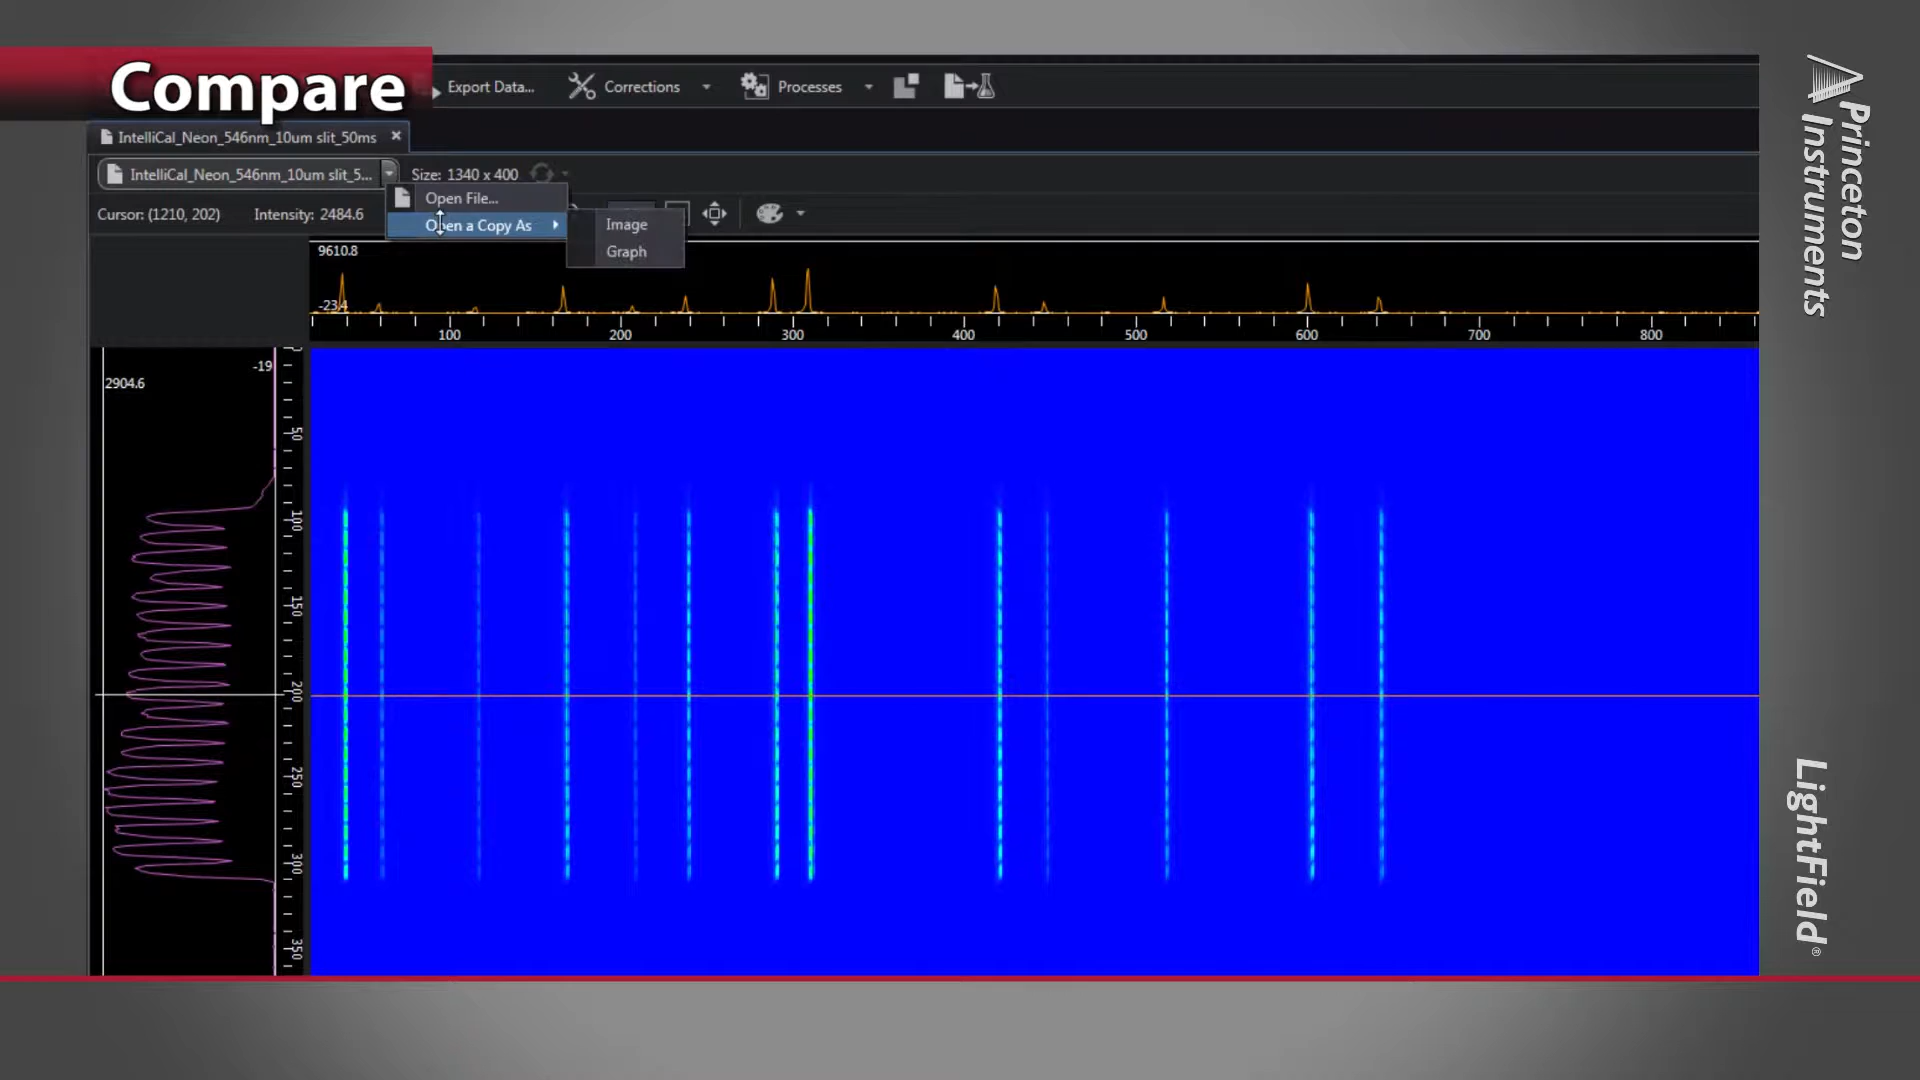 Compare
Export Data...
Corrections
Processes
IntelliCal_Neon_546nm_10um slit_50ms
IntelliCal_Neon_546nm_10um slit_5...
Size: 1340 x 400
Open File...
Cursor: (1210, 202)
Intensity: 2484.6
Open a Copy As
Image
Graph
9610.8
-23.4
100
200
300
400
500
600
700
800
-19
2904.6
0
50
100
150
200
250
300
350
Princeton
Instruments
LightField®